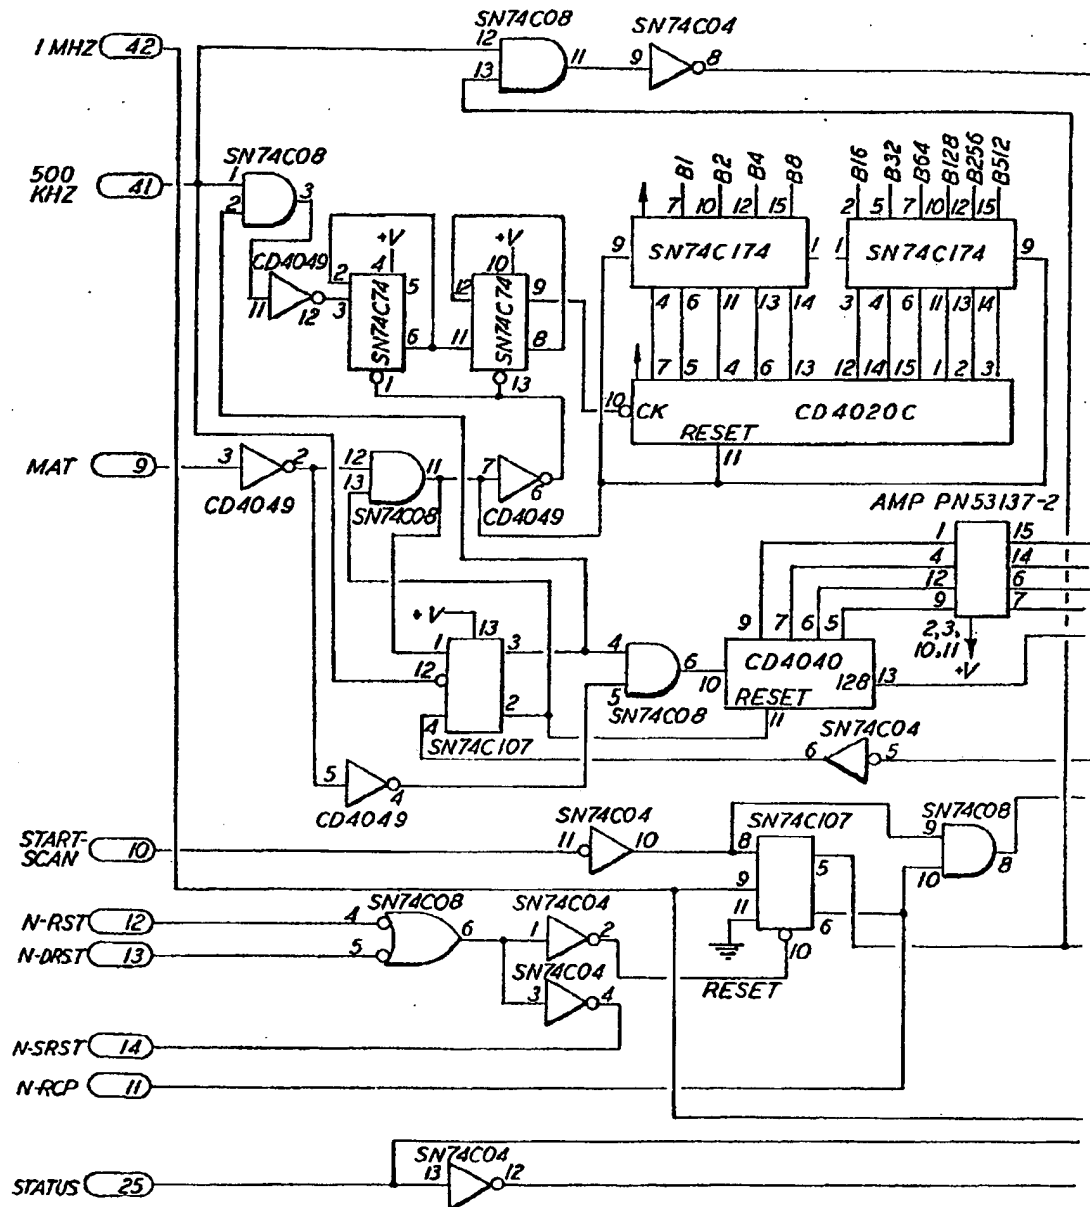 SN74C08
SN74C04
1 MHZ 42
12
13
11
9
8
SN74C08
500 KHZ 41
1
2
3
B1
B2
B4
B8
B16
B32
B64
B128
B256
B512
7 10 12 15
2 5 7 10 12 15
9
SN74C174
1
1
SN74C174
9
4 6 11 13 14
3 4 6 11 13 14
CD4049
11
12
+V
2
4
5
3
SN74C74
6
1
+V
10
12
9
SN74C74
11
8
13
7 5 4 6 13
12 14 15 1 2 3
10
CK
CD4020C
RESET
11
MAT 9
3
2
CD4049
12
13
11
SN74C08
7
6
CD4049
AMP PN53137-2
1
4
12
9
15
14
6
7
2, 3,
10, 11
+V
+V
13
1
3
12
2
4
SN74C107
4
5
6
SN74C08
9 7 6 5
10
CD4040
128
13
RESET
11
SN74C04
6
5
5
4
CD4049
START-
SCAN 10
SN74C04
11
10
SN74C107
8
5
9
11
6
10
RESET
SN74C08
9
10
8
N-RST 12
N-DRST 13
SN74C08
4
5
6
SN74C04
1
2
SN74C04
3
4
N-SRST 14
N-RCP 11
STATUS 25
SN74C04
13
12